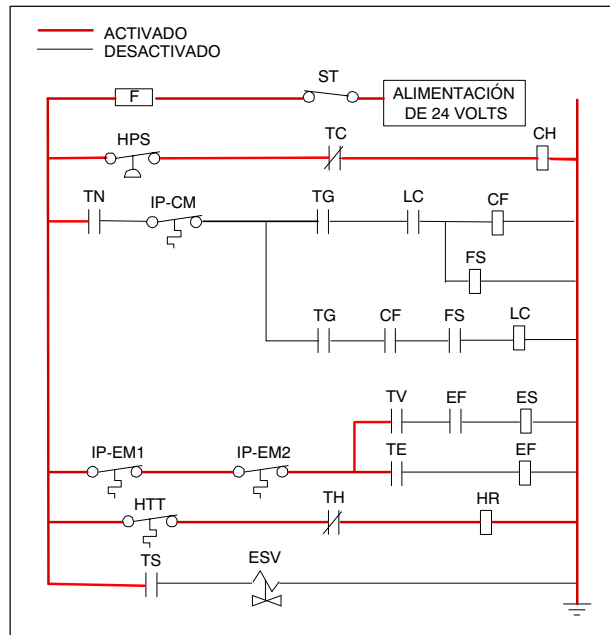 ACTIVADO
DESACTIVADO
F
ST
ALIMENTACIÓN
DE 24 VOLTS
HPS
TC
CH
TN
IP-CM
TG
LC
CF
FS
TG
CF
FS
LC
TV
EF
ES
IP-EM1
IP-EM2
TE
EF
HTT
TH
HR
TS
ESV